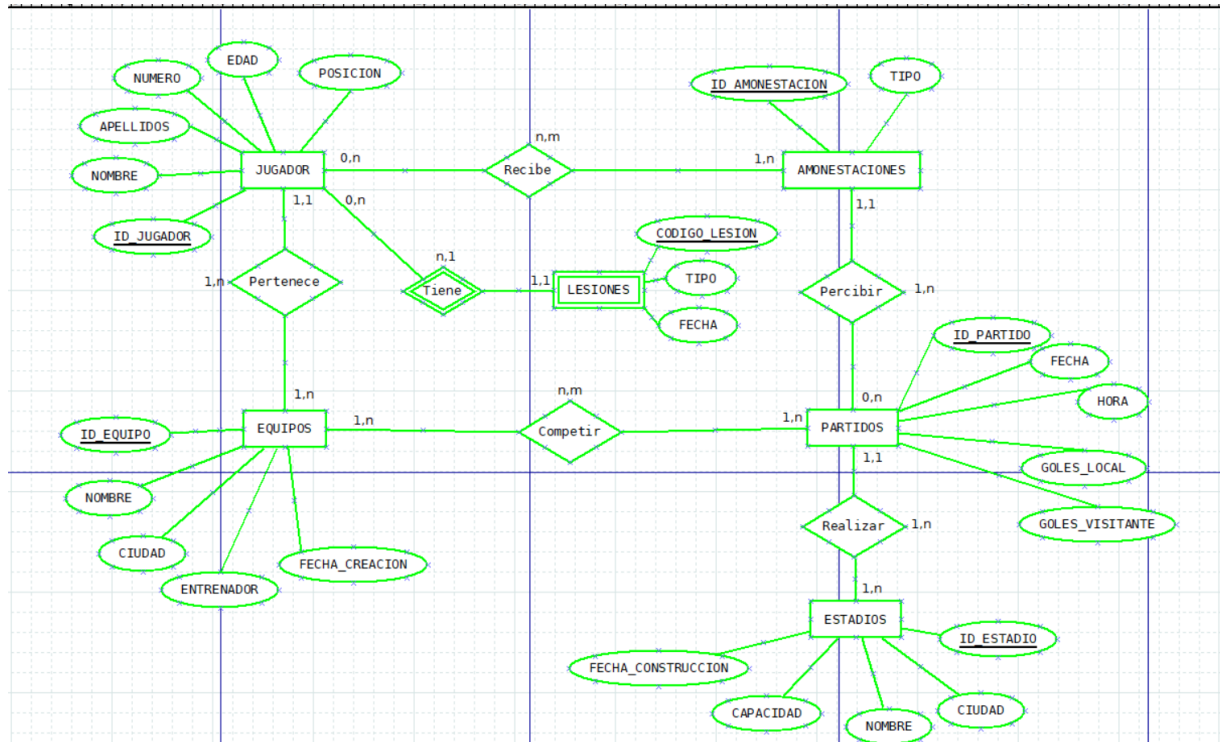 EDAD
NUMERO
POSICION
APELLIDOS
NOMBRE
ID_JUGADOR
JUGADOR
0,n
n,m
Recibe
1,n
ID_AMONESTACION
TIPO
AMONESTACIONES
1,1
0,n
1,1
1,n
Pertenece
n,1
Tiene
1,1
LESIONES
CODIGO_LESION
TIPO
FECHA
Percibir
1,n
ID_PARTIDO
FECHA
HORA
1,n
n,m
0,n
ID_EQUIPO
EQUIPOS
1,n
Competir
1,n
PARTIDOS
1,1
GOLES_LOCAL
GOLES_VISITANTE
NOMBRE
CIUDAD
ENTRENADOR
FECHA_CREACION
Realizar
1,n
1,n
ESTADIOS
ID_ESTADIO
FECHA_CONSTRUCCION
CAPACIDAD
NOMBRE
CIUDAD